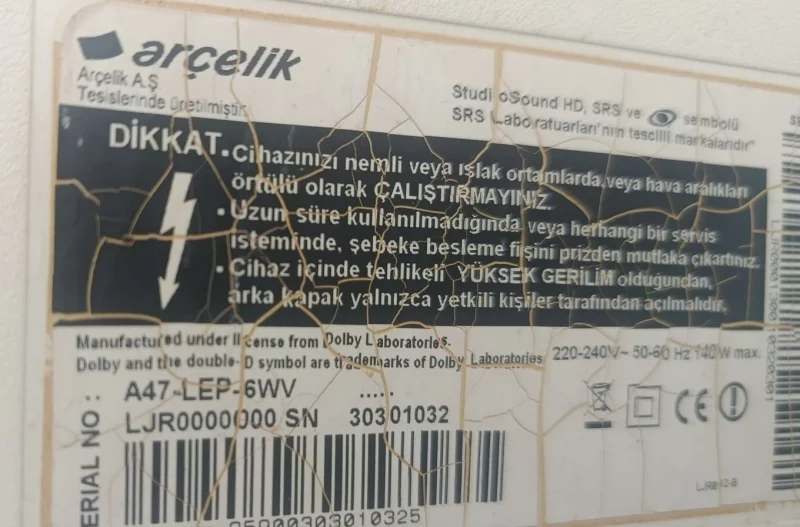 arçelik
Arçelik A.Ş
Tesislerinde üretilmiştir
StudioSound HD, SRS ve sembolü
SRS Laboratuarları'nın tescilli markalarıdır"
DİKKAT
•Cihazınızı nemli veya ıslak ortamlarda,veya hava aralıkları
örtülü olarak ÇALIŞTIRMAYINIZ.
•Uzun süre kullanılmadığında veya herhangi bir servis
isteminde, şebeke besleme fişini prizden mutlaka çıkartınız.
•Cihaz içinde tehlikeli YÜKSEK GERİLİM olduğundan,
arka kapak yalnızca yetkili kişiler tarafından açılmalıdır.
Manufactured under license from Dolby Laboratories.
Dolby and the double-D symbol are trademarks of Dolby Laboratories
220-240V~ 50-60 Hz 140W max.
A47-LEP-6WV .....
LJR0000000 SN 30301032
ERIAL NO :
CE